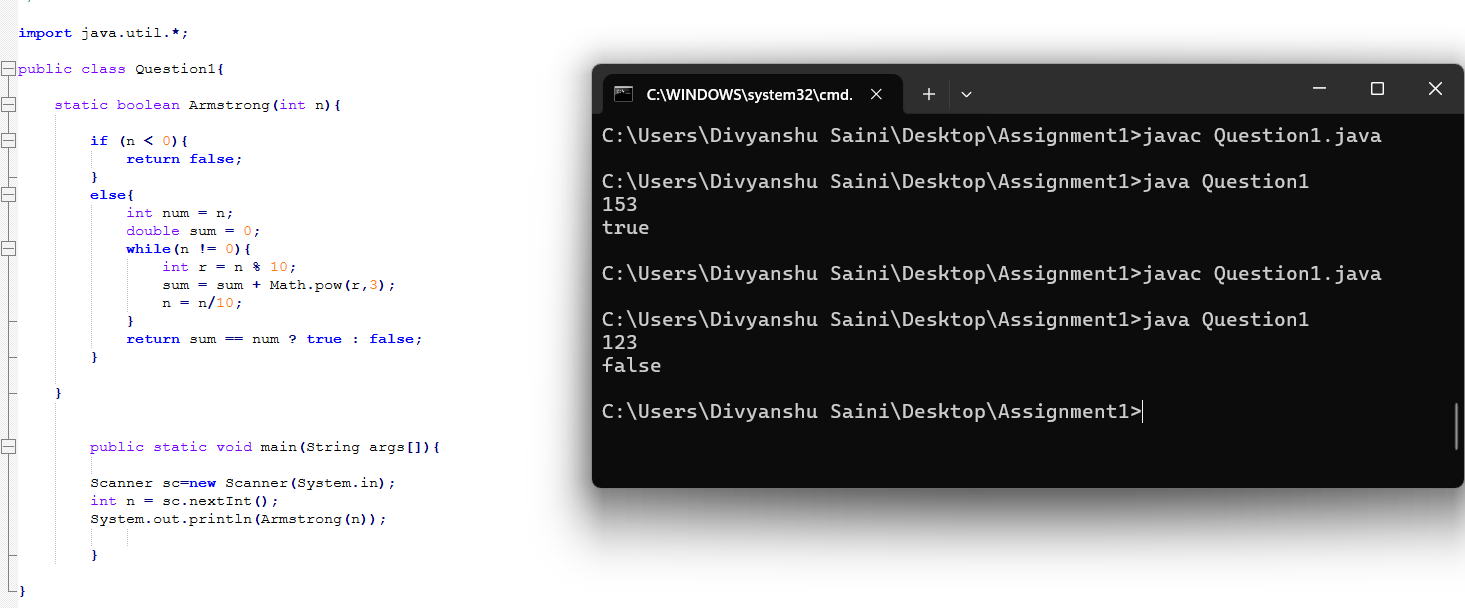 import java.util.*;
public class Question1{
static boolean Armstrong(int n){
if (n < 0){
return false;
}
else{
int num = n;
double sum = 0;
while(n != 0){
int r = n % 10;
sum = sum + Math.pow(r,3);
n = n/10;
}
return sum == num ? true : false;
}
}
public static void main(String args[]){
Scanner sc=new Scanner(System.in);
int n = sc.nextInt();
System.out.println(Armstrong(n));
}
}
C:\WINDOWS\system32\cmd.
C:\Users\Divyanshu Saini\Desktop\Assignment1>javac Question1.java
C:\Users\Divyanshu Saini\Desktop\Assignment1>java Question1
153
true
C:\Users\Divyanshu Saini\Desktop\Assignment1>javac Question1.java
C:\Users\Divyanshu Saini\Desktop\Assignment1>java Question1
123
false
C:\Users\Divyanshu Saini\Desktop\Assignment1>